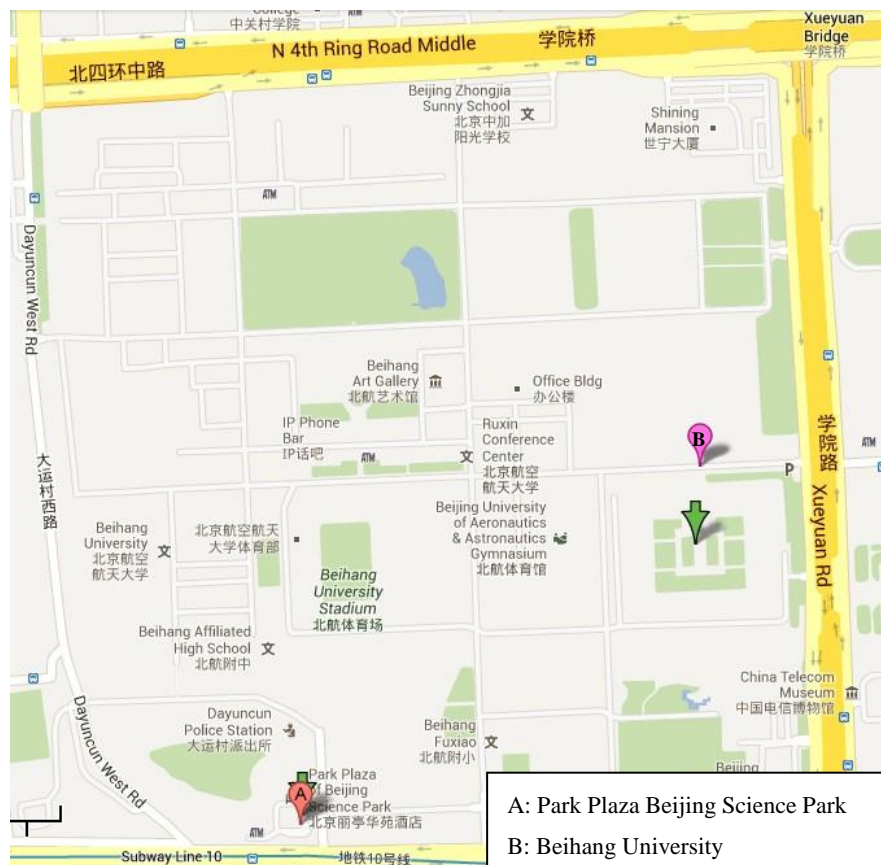 College
中关村学院
N 4th Ring Road Middle
学院桥
Xueyuan
Bridge
学院桥
北四环中路
Beijing Zhongjia
Sunny School
北京中加
阳光学校
文
Shining
Mansion
世宁大厦
ATM
Dayuncun West Rd
Beihang
Art Gallery
北航艺术馆
Office Bldg
办公楼
IP Phone
Bar
IP话吧
Ruxin
Conference
Center
北京航空
航天大学
文
ATM
B
学院路
ATM
P
大运村西路
Beihang
University
北京航空
航天大学
文
北京航空航天
大学体育部
Beijing University
of Aeronautics
& Astronautics
Gymnasium
北航体育馆
Beihang
University
Stadium
北航体育场
Xueyuan Rd
Beihang Affiliated
High School
北航附中
文
China Telecom
Museum
中国电信博物馆
Dayuncun West Rd
Dayuncun
Police Station
大运村派出所
Beihang
Fuxiao
北航附小
文
Beijing
A
Park Plaza
of Beijing
Science Park
北京丽亭华苑酒店
ATM
Subway Line 10
地铁10号线
A: Park Plaza Beijing Science Park
B: Beihang University